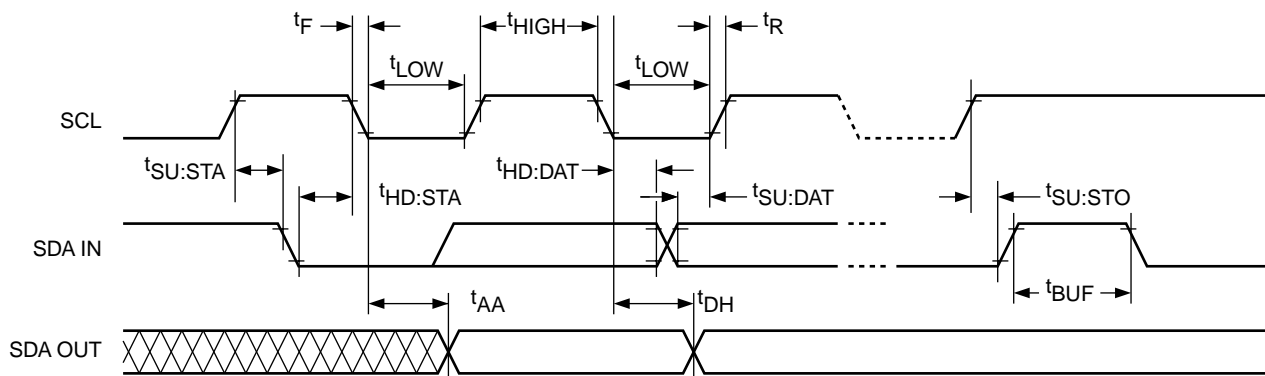 tF
tHIGH
tR
tLOW
tLOW
SCL
tSU:STA
tHD:STA
tHD:DAT
tSU:DAT
tSU:STO
SDA IN
tBUF
tAA
tDH
SDA OUT